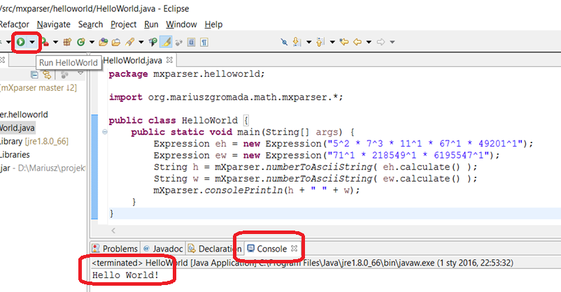 /src/mxparser/helloworld/HelloWorld.java - Eclipse
Refactor Navigate Search Project Run Window Help
Run HelloWorld
HelloWorld.java
[mXparser master ↓2]
er.helloworld
World.java
Library [jre1.8.0_66]
Libraries
jar - D:\Mariusz\projek
package mxparser.helloworld;
import org.mariuszgromada.math.mxparser.*;
public class HelloWorld {
public static void main(String[] args) {
Expression eh = new Expression("5^2 * 7^3 * 11^1 * 67^1 * 49201^1");
Expression ew = new Expression("71^1 * 218549^1 * 6195547^1");
String h = mXparser.numberToAsciiString( eh.calculate() );
String w = mXparser.numberToAsciiString( ew.calculate() );
mXparser.consolePrintln(h + " " + w);
}
}
Problems Javadoc Declaration Console
<terminated> HelloWorld [Java Application] C:\Program Files\Java\jre1.8.0_66\bin\javaw.exe (1 sty 2016, 22:53:32)
Hello World!